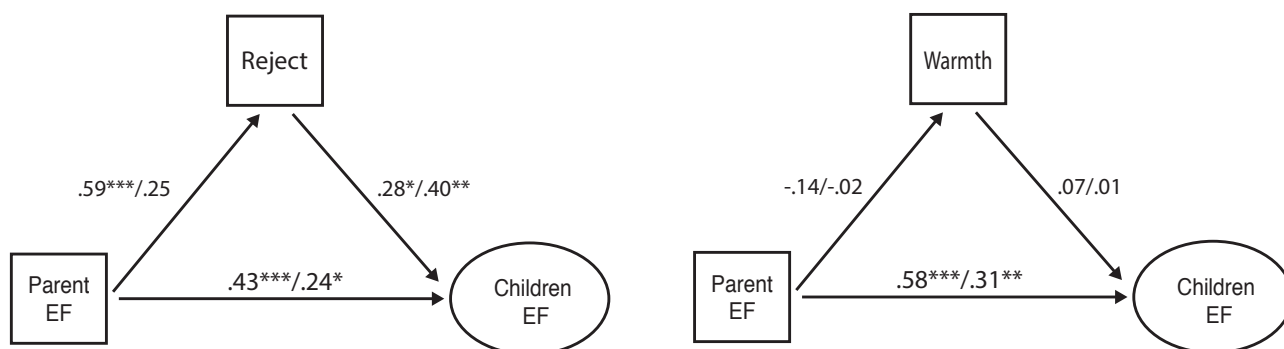 Reject
.59***/.25
.28*/.40**
Parent
EF
.43***/.24*
Children
EF
Warmth
-.14/-.02
.07/.01
Parent
EF
.58***/.31**
Children
EF